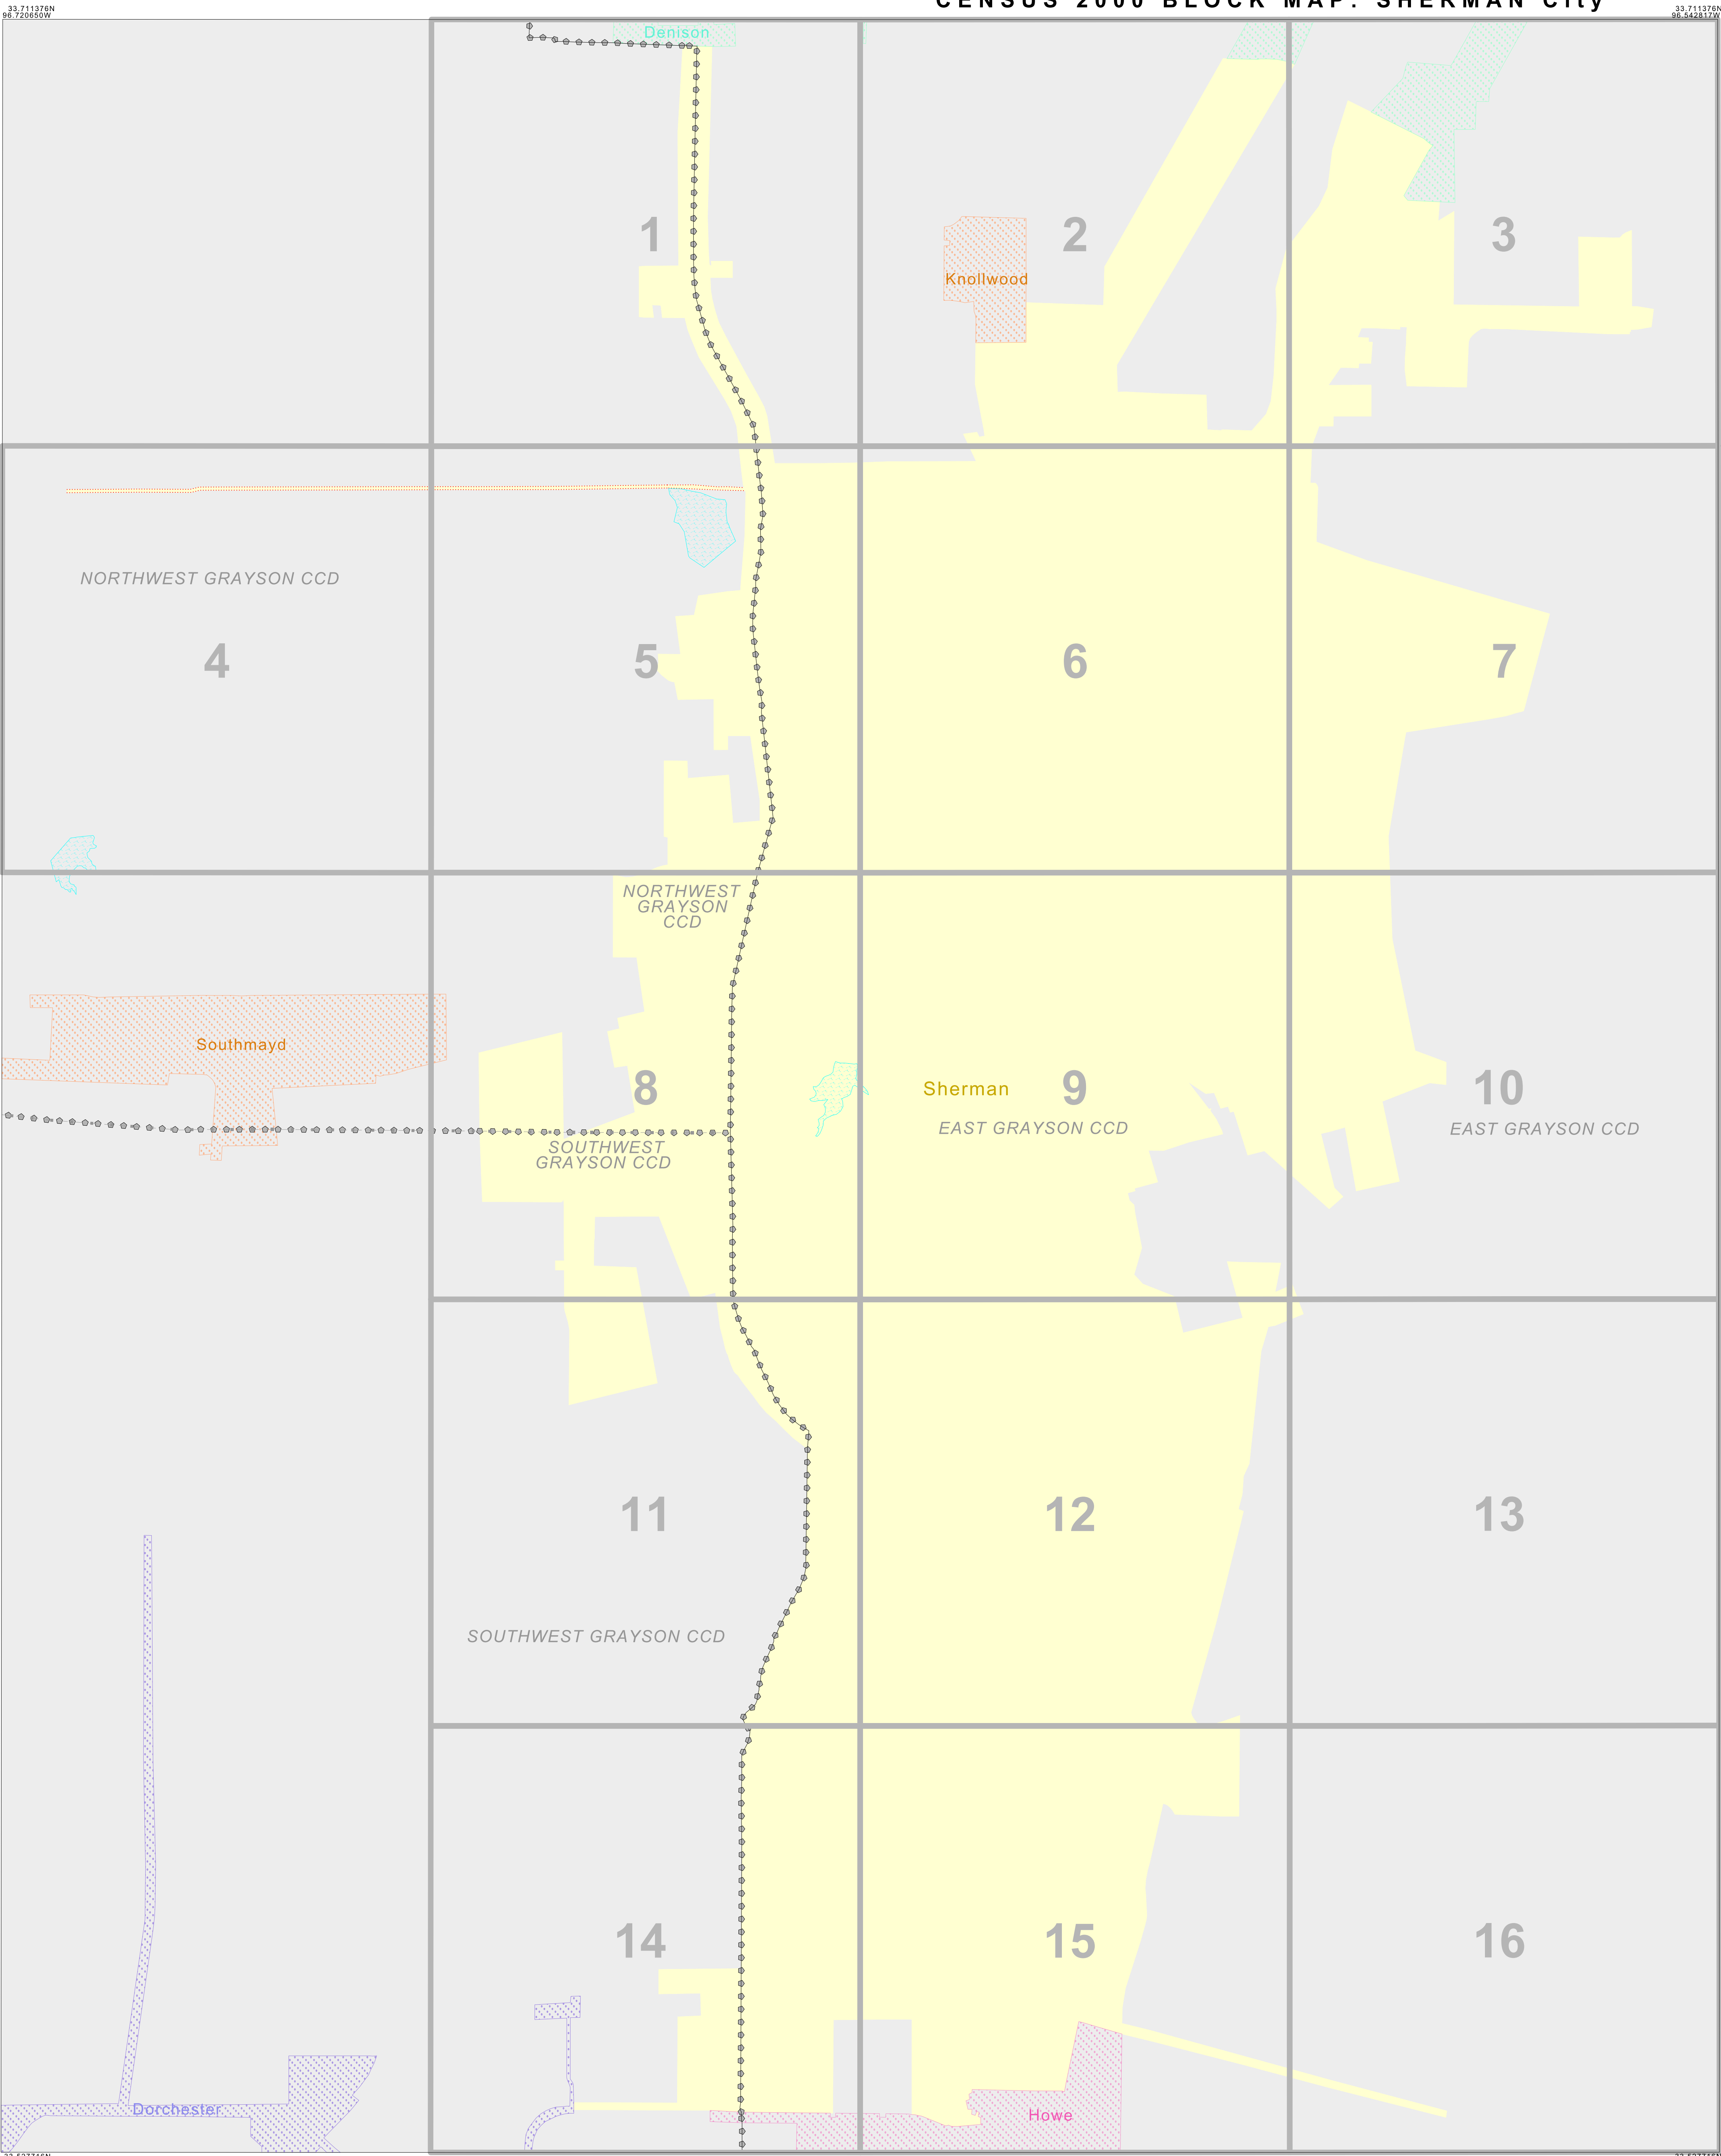 CENSUS 2000 BLOCK MAP: SHERMAN City
33.711376N
96.720650W
33.711376N
96.542817W
Denison
1
2
3
Knollwood
NORTHWEST GRAYSON CCD
4
5
6
7
NORTHWEST
GRAYSON
CCD
Southmayd
8
Sherman
9
10
EAST GRAYSON CCD
EAST GRAYSON CCD
SOUTHWEST
GRAYSON CCD
11
12
13
SOUTHWEST GRAYSON CCD
14
15
16
Dorchester
Howe